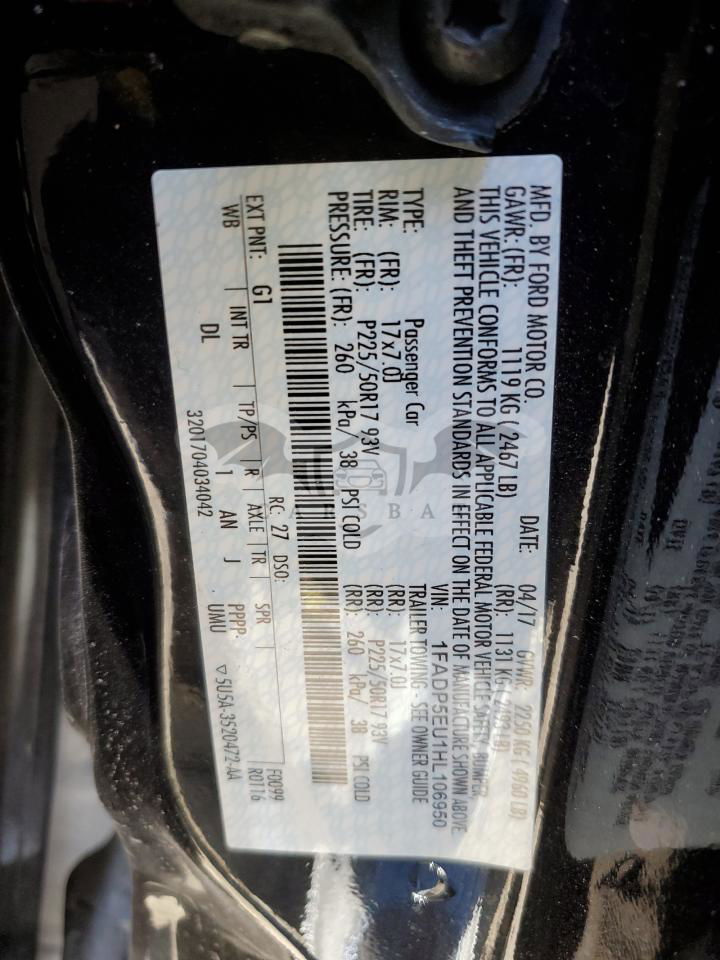 MFD. BY FORD MOTOR CO.
DATE: 04/17 GVWR: 2250 KG ( 4960 LB)
GAWR: (FR): 1119 KG (2467 LB) (RR): 1131 KG (2493 LB)
THIS VEHICLE CONFORMS TO ALL APPLICABLE FEDERAL MOTOR VEHICLE SAFETY, BUMPER,
AND THEFT PREVENTION STANDARDS IN EFFECT ON THE DATE OF MANUFACTURE SHOWN ABOVE
VIN: 1FADP5EU1HL106950
TYPE: Passenger Car TRAILER TOWING - SEE OWNER GUIDE
RIM: (FR): 17x7.0J (RR): 17x7.0J
TIRE: (FR): P225/50R17 93V (RR): P225/50R17 93V
PRESSURE: (FR): 260 kPa/ 38 PSI COLD (RR): 260 kPa/ 38 PSI COLD
F0099
R0116
RC: 27 DSO:
EXT PNT: G1
WB | INT TR | TP/PS | R | AXLE | TR | SPR
DL 1 AN J PPPP
3201704034042 UMU ▽5U5A-3520472-AA
ARSBA